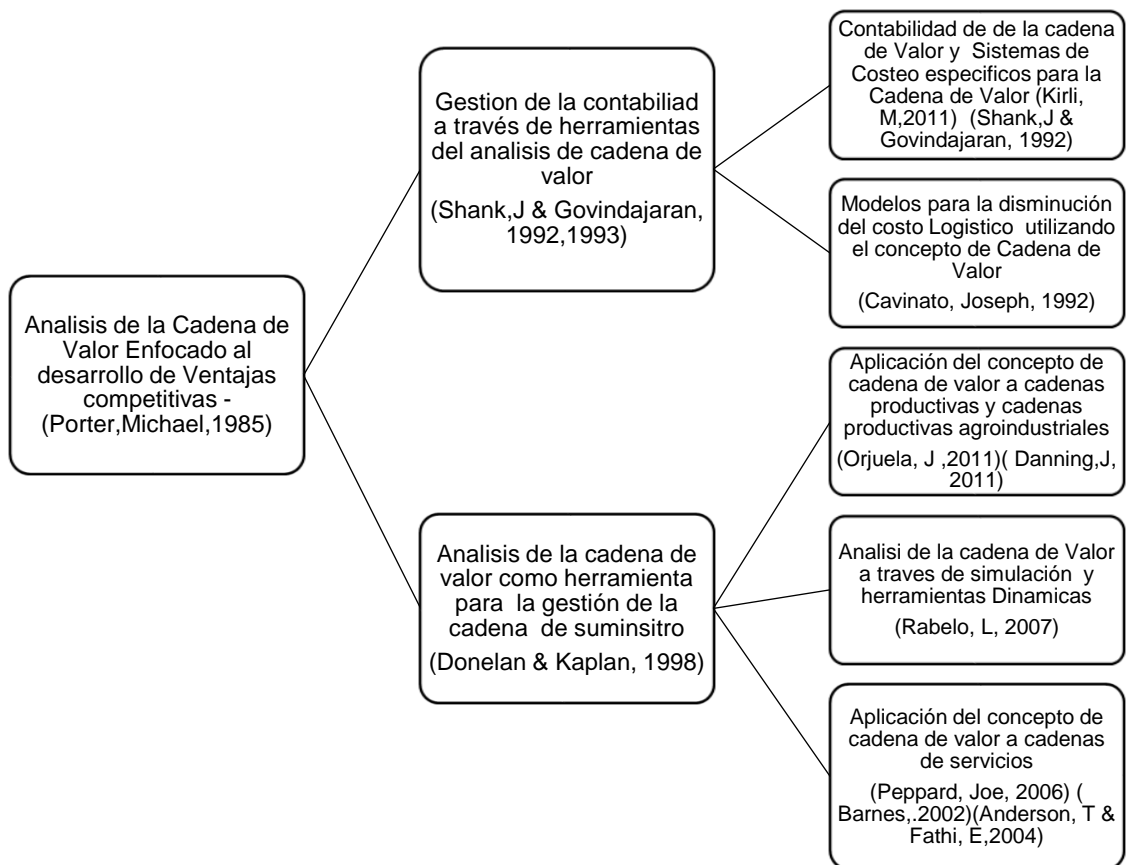 Analisis de la Cadena de
Valor Enfocado al
desarrollo de Ventajas
competitivas -
(Porter,Michael,1985)
Gestion de la contabiliad
a través de herramientas
del analisis de cadena de
valor
(Shank,J & Govindajaran,
1992,1993)
Contabilidad de de la cadena
de Valor y Sistemas de
Costeo especificos para la
Cadena de Valor (Kirli,
M,2011) (Shank,J &
Govindajaran, 1992)
Modelos para la disminución
del costo Logistico utilizando
el concepto de Cadena de
Valor
(Cavinato, Joseph, 1992)
Analisis de la cadena de
valor como herramienta
para la gestión de la
cadena de suminsitro
(Donelan & Kaplan, 1998)
Aplicación del concepto de
cadena de valor a cadenas
productivas y cadenas
productivas agroindustriales
(Orjuela, J ,2011)( Danning,J,
2011)
Analisi de la cadena de Valor
a traves de simulación y
herramientas Dinamicas
(Rabelo, L, 2007)
Aplicación del concepto de
cadena de valor a cadenas
de servicios
(Peppard, Joe, 2006) (
Barnes,.2002)(Anderson, T &
Fathi, E,2004)